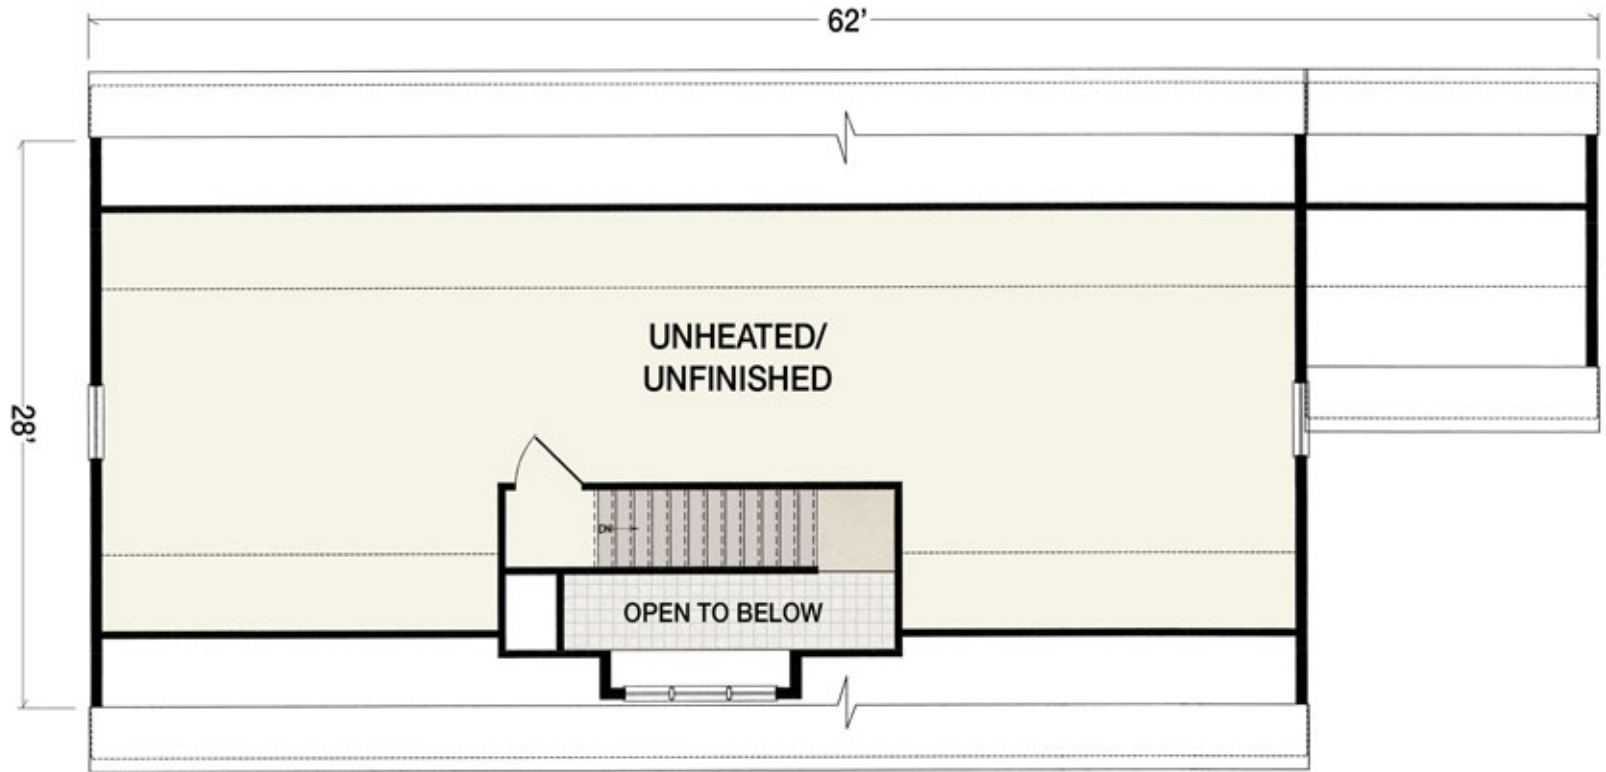 62'
28'
UNHEATED/
UNFINISHED
DN
OPEN TO BELOW